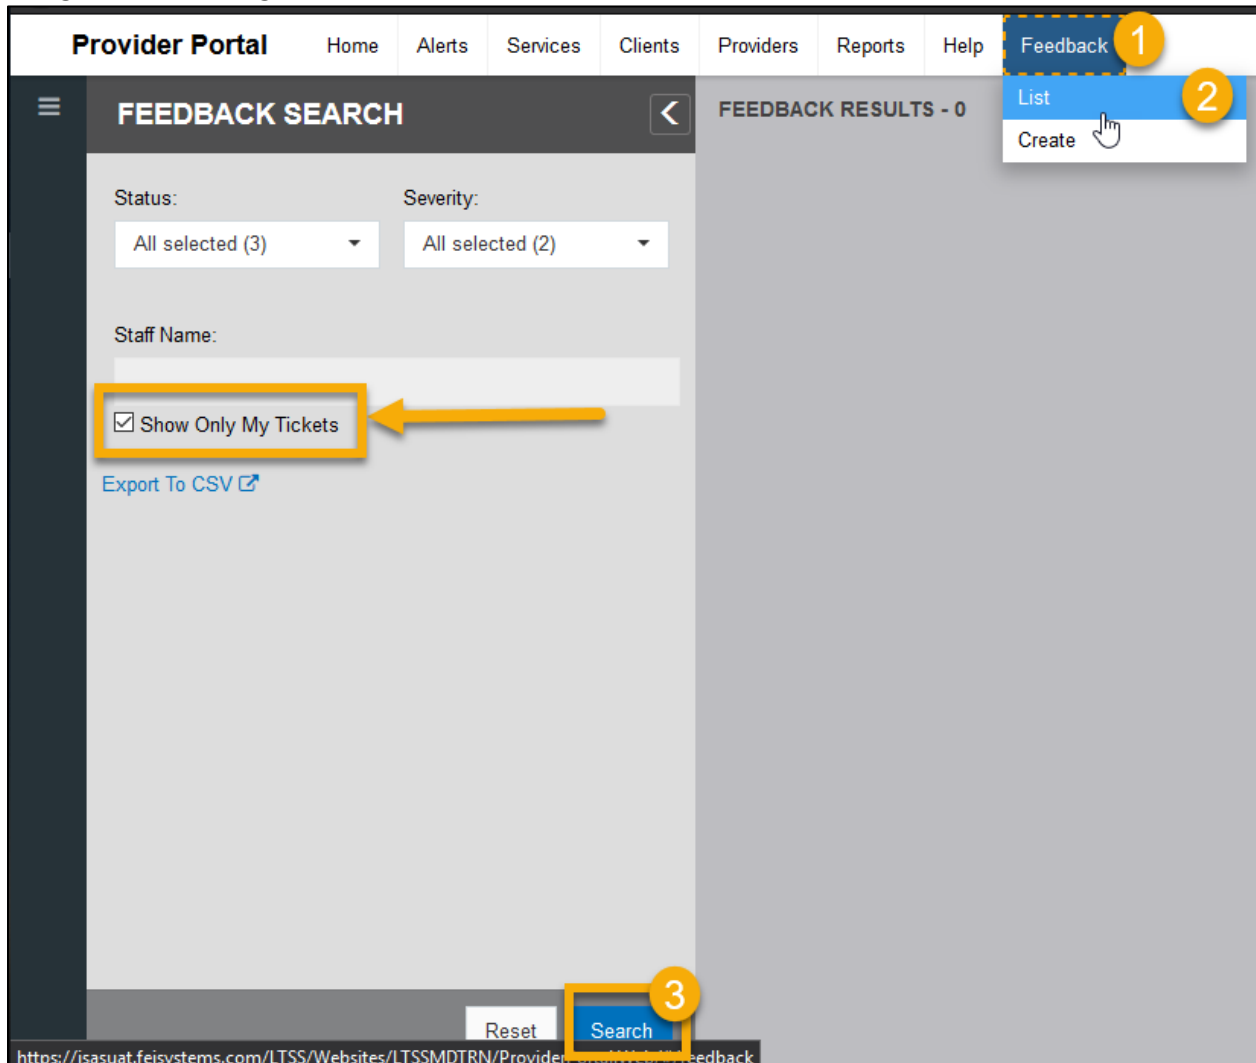 Provider Portal Home Alerts Services Clients Providers Reports Help Feedback 1
List 2
Create
FEEDBACK SEARCH
FEEDBACK RESULTS - 0
Status: Severity:
All selected (3) All selected (2)
Staff Name:
Show Only My Tickets
Export To CSV
3
Reset Search
https://isasuat.feisystems.com/LTSS/Websites/LTSSMDTRN/Provider
edback